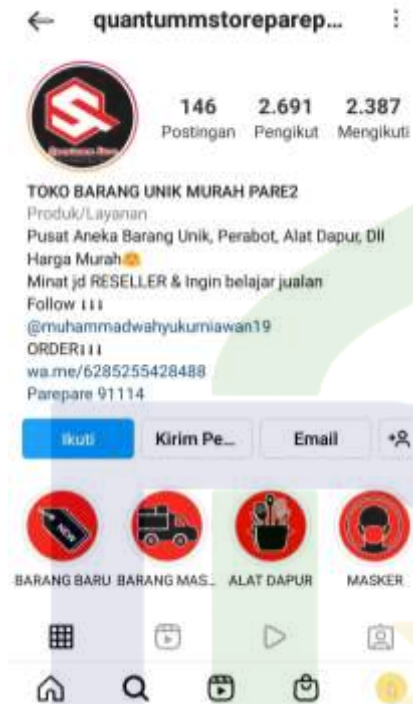 quantummstoreparep...
146 2.691 2.387
Postingan Pengikut Mengikuti
TOKO BARANG UNIK MURAH PARE2
Produk/Layanan
Pusat Aneka Barang Unik, Perabot, Alat Dapur, Dll
Harga Murah😍
Minat jd RESELLER & Ingin belajar jualan
Follow ⬇⬇⬇
@muhammadwahyukurniawan19
ORDER⬇⬇⬇
wa.me/6285255428488
Parepare 91114
Ikuti Kirim Pe... Email
NEW
BARANG BARU BARANG MAS... ALAT DAPUR MASKER